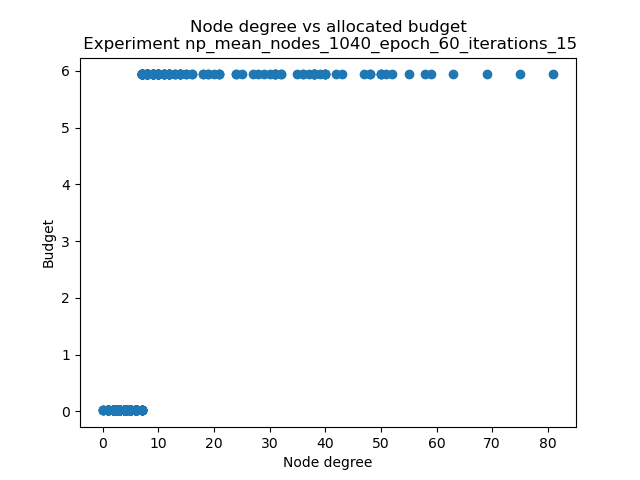 Node degree vs allocated budget
Experiment np_mean_nodes_1040_epoch_60_iterations_15
6
5
4
3
2
1
0
Budget
0 10 20 30 40 50 60 70 80
Node degree